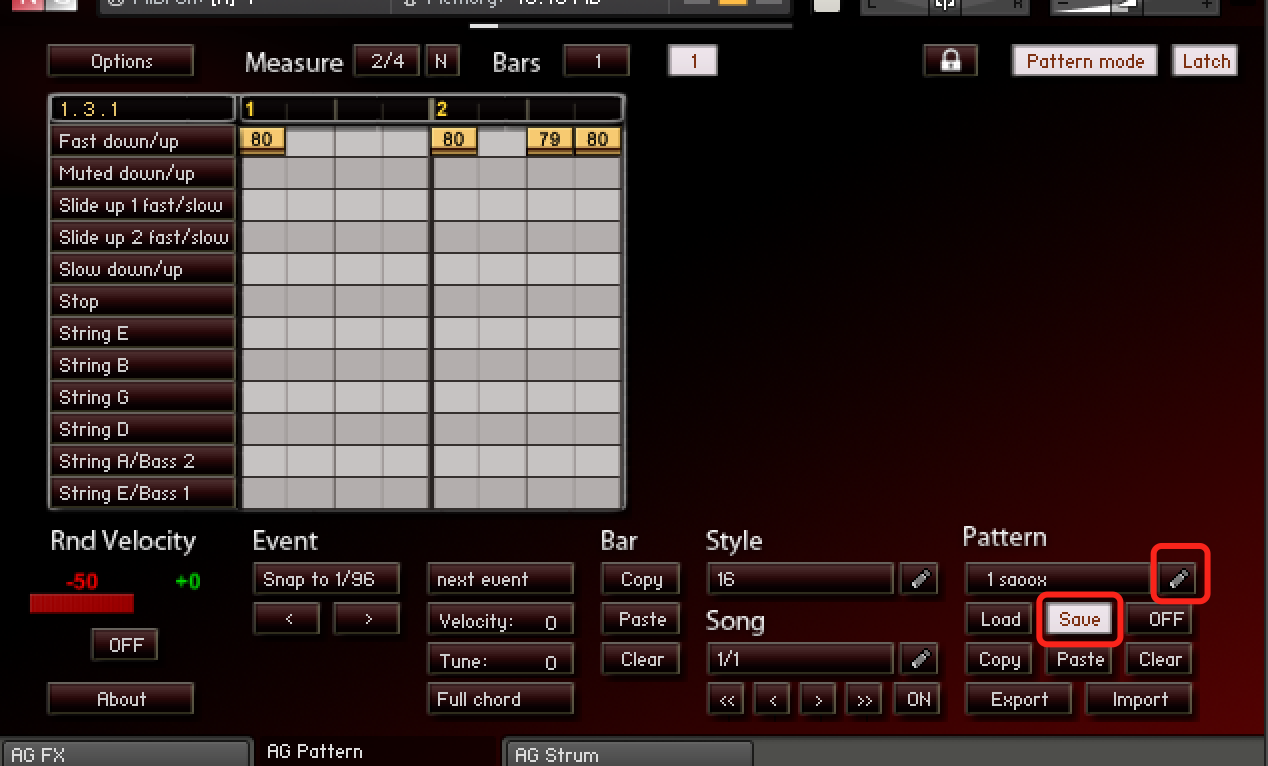 Options Measure 2/4 N Bars 1 1 Pattern mode Latch
1.3.1 1 2
Fast down/up 80 80 79 80
Muted down/up
Slide up 1 fast/slow
Slide up 2 fast/slow
Slow down/up
Stop
String E
String B
String G
String D
String A/Bass 2
String E/Bass 1
Rnd Velocity Event Bar Style Pattern
-50 +0 Snap to 1/96 next event Copy 16 1 saoox
< > Velocity: 0 Paste Song Load Save OFF
OFF Tune: 0 Clear 1/1 Copy Paste Clear
About Full chord << < > >> ON Export Import
AG FX AG Pattern AG Strum